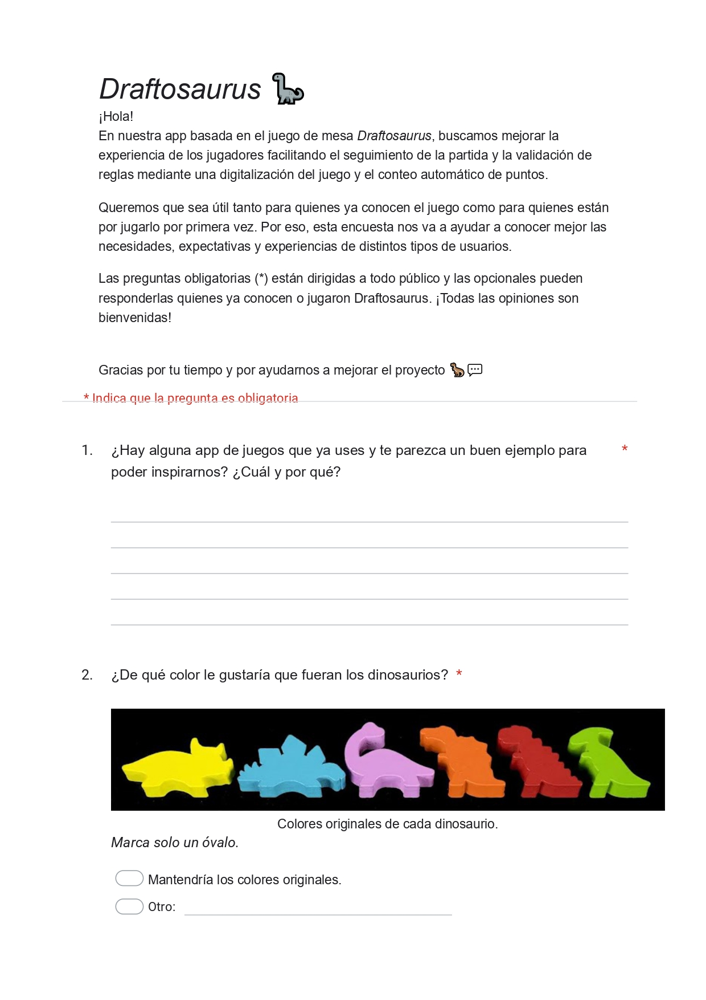 Draftosaurus
¡Hola!
En nuestra app basada en el juego de mesa Draftosaurus, buscamos mejorar la
experiencia de los jugadores facilitando el seguimiento de la partida y la validación de
reglas mediante una digitalización del juego y el conteo automático de puntos.
Queremos que sea útil tanto para quienes ya conocen el juego como para quienes están
por jugarlo por primera vez. Por eso, esta encuesta nos va a ayudar a conocer mejor las
necesidades, expectativas y experiencias de distintos tipos de usuarios.
Las preguntas obligatorias (*) están dirigidas a todo público y las opcionales pueden
responderlas quienes ya conocen o jugaron Draftosaurus. ¡Todas las opiniones son
bienvenidas!
Gracias por tu tiempo y por ayudarnos a mejorar el proyecto
* Indica que la pregunta es obligatoria
1. ¿Hay alguna app de juegos que ya uses y te parezca un buen ejemplo para *
poder inspirarnos? ¿Cuál y por qué?
2. ¿De qué color le gustaría que fueran los dinosaurios? *
Colores originales de cada dinosaurio.
Marca solo un óvalo.
Mantendría los colores originales.
Otro: